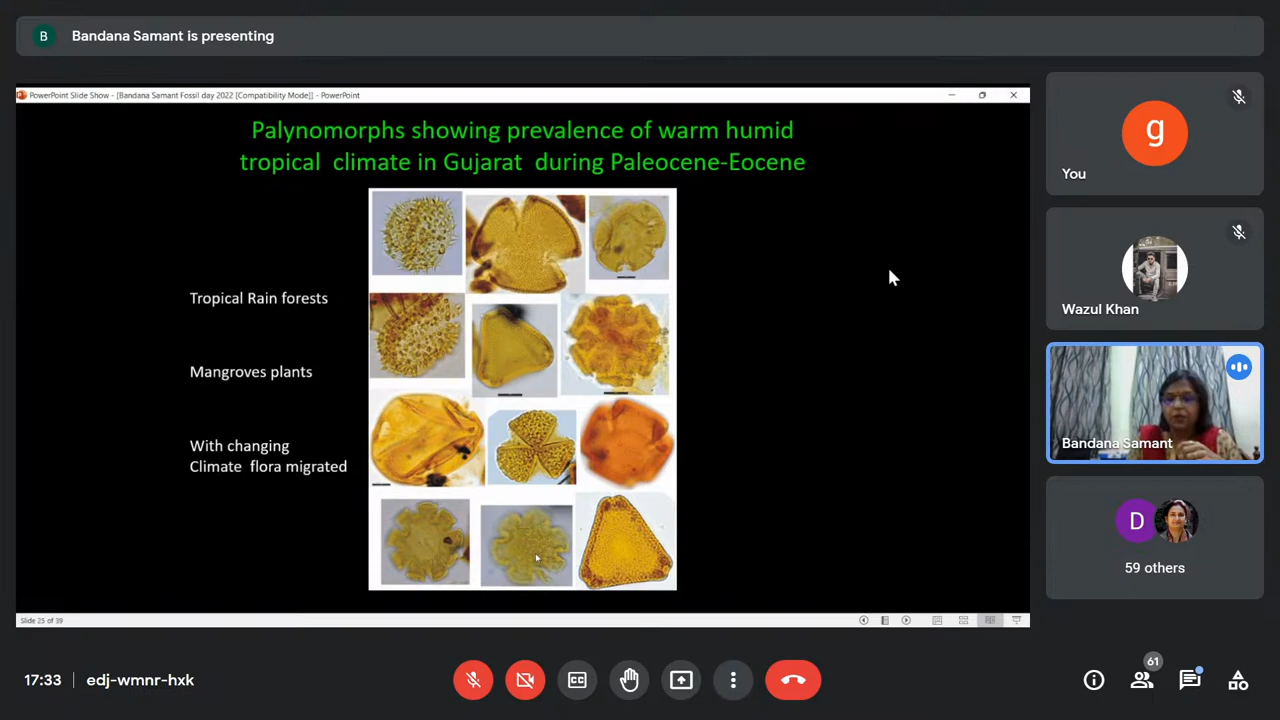 B
Bandana Samant is presenting
PowerPoint Slide Show - [Bandana Samant Fossil day 2022 [Compatibility Mode]] - PowerPoint
Palynomorphs showing prevalence of warm humid
tropical climate in Gujarat during Paleocene-Eocene
Tropical Rain forests
Mangroves plants
With changing
Climate flora migrated
Slide 25 of 39
g
You
Wazul Khan
Bandana Samant
D
59 others
17:33
edj-wmnr-hxk
CC
61